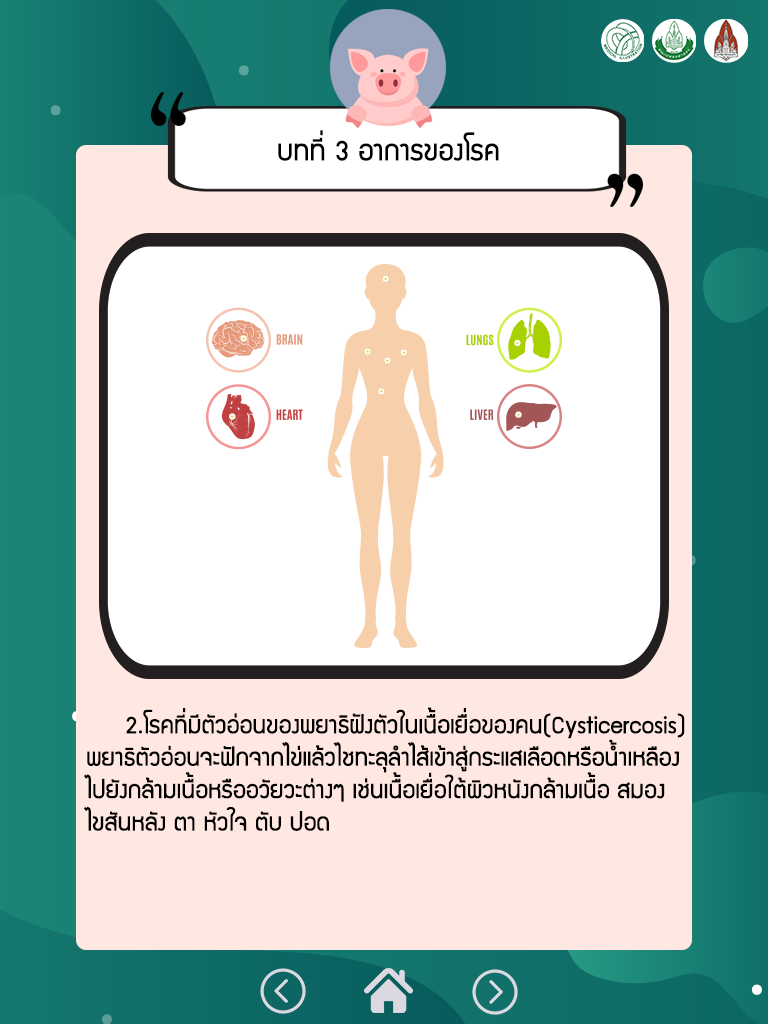 “
บทที่ 3 อาการของโรค
”
BRAIN
LUNGS
HEART
LIVER
2.โรคที่มีตัวอ่อนของพยาธิฝังตัวในเนื้อเยื่อของคน(Cysticercosis)
พยาธิตัวอ่อนจะฟักจากไข่แล้วไชทะลุลำไส้เข้าสู่กระแสเลือดหรือน้ำเหลือง
ไปยังกล้ามเนื้อหรืออวัยวะต่างๆ เช่นเนื้อเยื่อใต้ผิวหนังกล้ามเนื้อ สมอง
ไขสันหลัง ตา หัวใจ ตับ ปอด